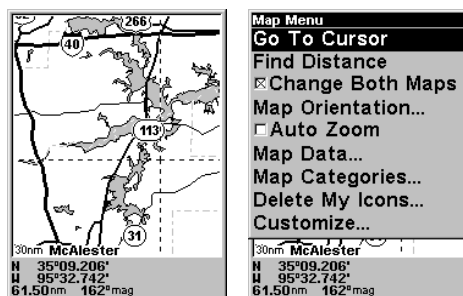 266
40
113
31
30nm McAlester
N 35°09.206'
W 95°32.742'
61.50nm 162°mag
Map Menu
Go To Cursor
Find Distance
Change Both Maps
Map Orientation...
Auto Zoom
Map Data...
Map Categories...
Delete My Icons...
Customize...
30nm McAlester
N 35°09.206'
W 95°32.742'
61.50nm 162°mag